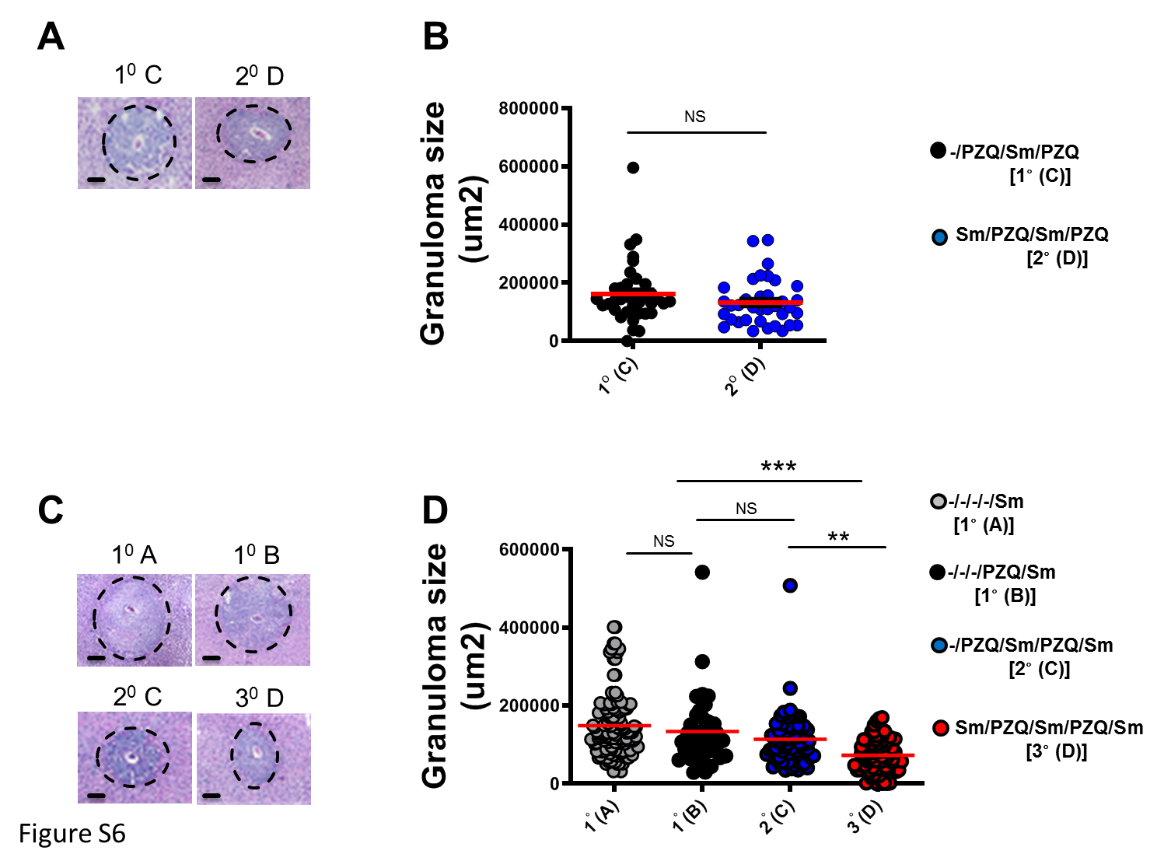 A
1⁰ C
2⁰ D
B
Granuloma size
(um2)
800000
600000
400000
200000
0
NS
1° (C)
2° (D)
-/PZQ/Sm/PZQ
[1° (C)]
Sm/PZQ/Sm/PZQ
[2° (D)]
C
1⁰ A
1⁰ B
2⁰ C
3⁰ D
D
Granuloma size
(um2)
600000
400000
200000
0
***
NS
NS
**
1°(A)
1°(B)
2°(C)
3°(D)
-/-/-/-/Sm
[1° (A)]
-/-/-/PZQ/Sm
[1° (B)]
-/PZQ/Sm/PZQ/Sm
[2° (C)]
Sm/PZQ/Sm/PZQ/Sm
[3° (D)]
Figure S6